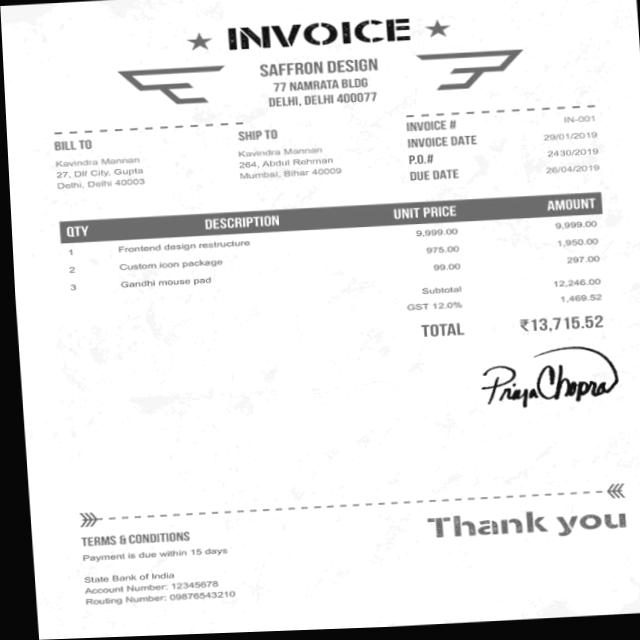 INVOICE
SAFFRON DESIGN
77 NAMRATA BLDG
DELHI, DELHI 400077
BILL TO
Kavindra Mannan
27, Dlf City, Gupta
Delhi, Delhi 40003
SHIP TO
Kavindra Mannan
264, Abdul Rehman
Mumbai, Bihar 40009
INVOICE # IN-001
INVOICE DATE 29/01/2019
P.O.# 2430/2019
DUE DATE 26/04/2019
QTY DESCRIPTION UNIT PRICE AMOUNT
1 Frontend design restructure 9,999.00 9,999.00
2 Custom icon package 975.00 1,950.00
3 Gandhi mouse pad 99.00 297.00
Subtotal 12,246.00
GST 12.0% 1,469.52
TOTAL ₹13,715.52
Priya Chopra
Thank you
TERMS & CONDITIONS
Payment is due within 15 days
State Bank of India
Account Number: 12345678
Routing Number: 09876543210